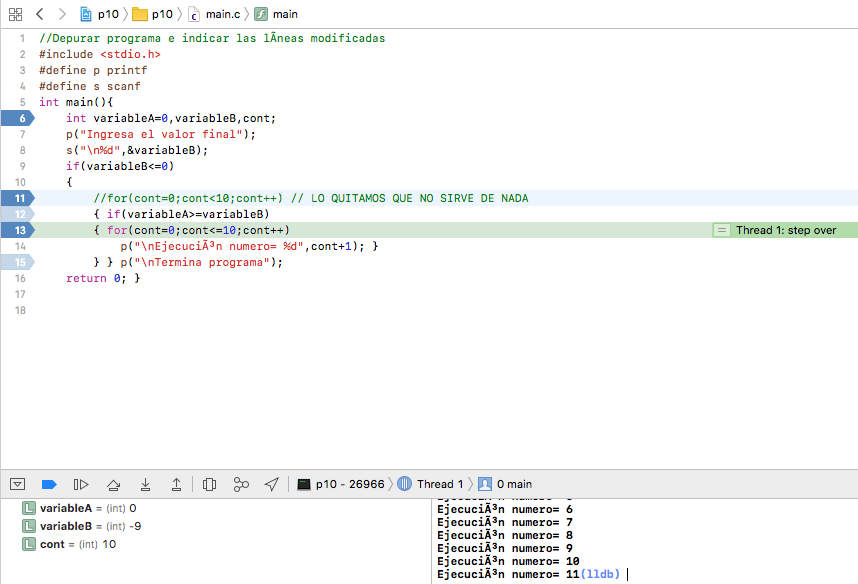 p10 p10 main.c main
1 //Depurar programa e indicar las lÃneas modificadas
2 #include <stdio.h>
3 #define p printf
4 #define s scanf
5 int main(){
6 int variableA=0,variableB,cont;
7 p("Ingresa el valor final");
8 s("\n%d",&variableB);
9 if(variableB<=0)
10 {
11 //for(cont=0;cont<10;cont++) // LO QUITAMOS QUE NO SIRVE DE NADA
12 { if(variableA>=variableB)
13 { for(cont=0;cont<=10;cont++) = Thread 1: step over
14 p("\nEjecuciÃ³n numero= %d",cont+1); }
15 } } p("\nTermina programa");
16 return 0; }
17
18
p10 - 26966 Thread 1 0 main
L variableA = (int) 0
L variableB = (int) -9
L cont = (int) 10
EjecuciÃ³n numero= 6
EjecuciÃ³n numero= 7
EjecuciÃ³n numero= 8
EjecuciÃ³n numero= 9
EjecuciÃ³n numero= 10
EjecuciÃ³n numero= 11(lldb)